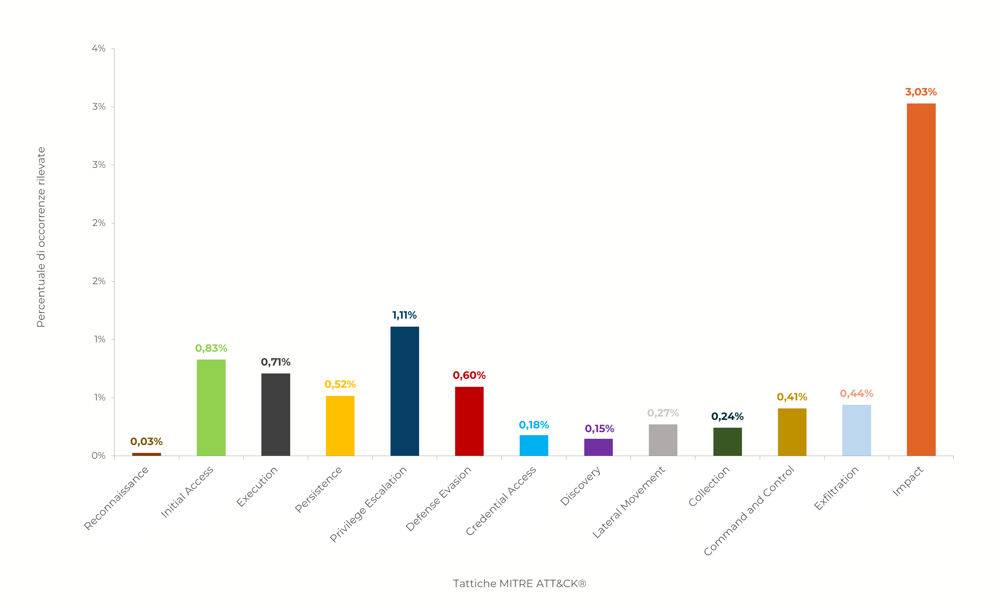 Percentuale di occorrenze rilevate
4%
3%
3%
2%
2%
1%
1%
0%
0,03%
0,83%
0,71%
0,52%
1,11%
0,60%
0,18%
0,15%
0,27%
0,24%
0,41%
0,44%
3,03%
Reconnaissance
Initial Access
Execution
Persistence
Privilege Escalation
Defense Evasion
Credential Access
Discovery
Lateral Movement
Collection
Command and Control
Exfiltration
Impact
Tattiche MITRE ATT&CK®